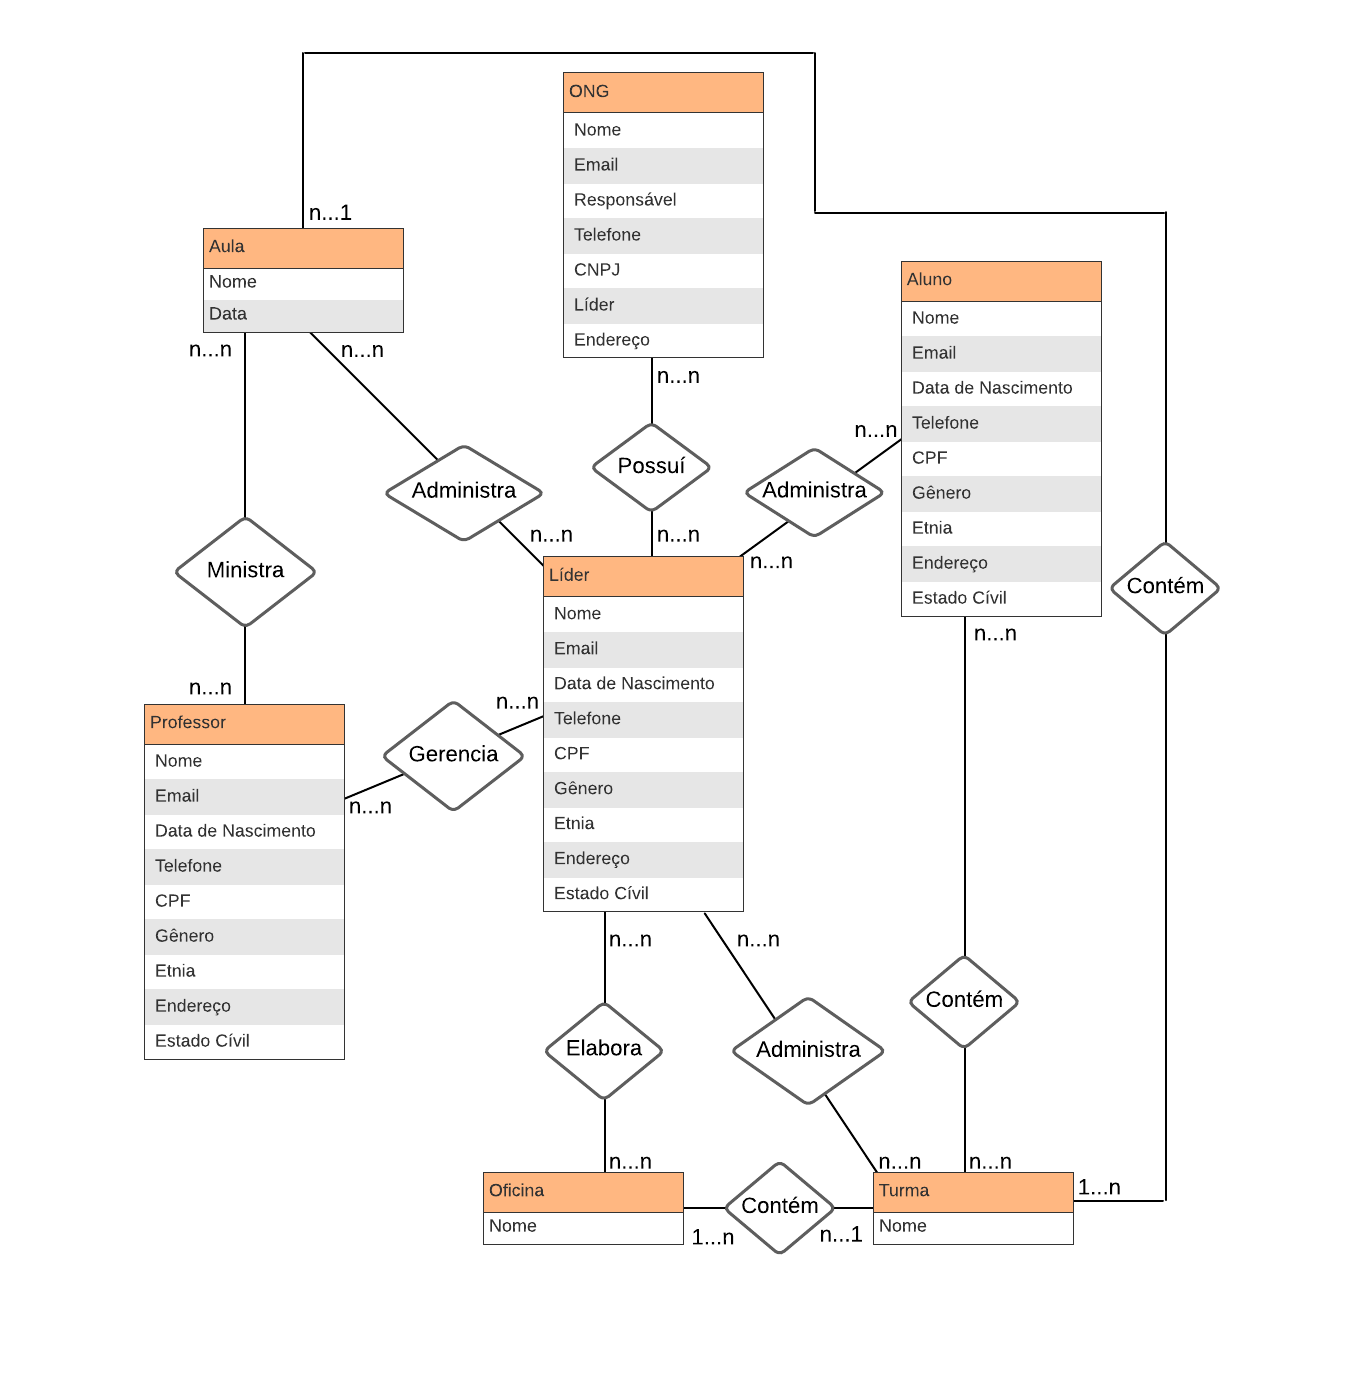 ONG
Nome
Email
Responsável
Telefone
CNPJ
Líder
Endereço
n...n
n...1
Aula
Nome
Data
n...n
n...n
Aluno
Nome
Email
Data de Nascimento
Telefone
CPF
Gênero
Etnia
Endereço
Estado Cívil
n...n
n...n
Administra
Possuí
Administra
n...n
n...n
n...n
Ministra
Contém
n...n
Líder
Nome
Email
Data de Nascimento
Telefone
CPF
Gênero
Etnia
Endereço
Estado Cívil
n...n
Gerencia
n...n
Professor
Nome
Email
Data de Nascimento
Telefone
CPF
Gênero
Etnia
Endereço
Estado Cívil
n...n
n...n
Elabora
Administra
Contém
n...n
n...n
n...n
1...n
Oficina
Nome
1...n
Contém
n...1
Turma
Nome